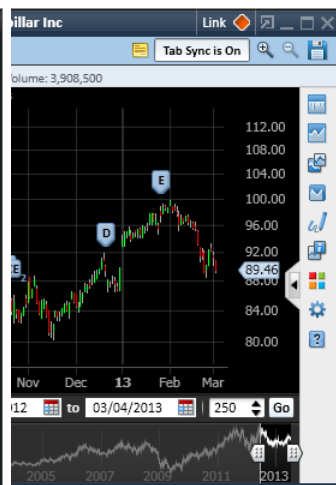 pillar Inc Link
Tab Sync is On
Volume: 3,908,500
112.00
108.00
104.00
100.00
96.00
92.00
89.46
88.00
84.00
80.00
E
D
E 2
Nov Dec 13 Feb Mar
012 to 03/04/2013 250 Go
2005 2007 2009 2011 2013